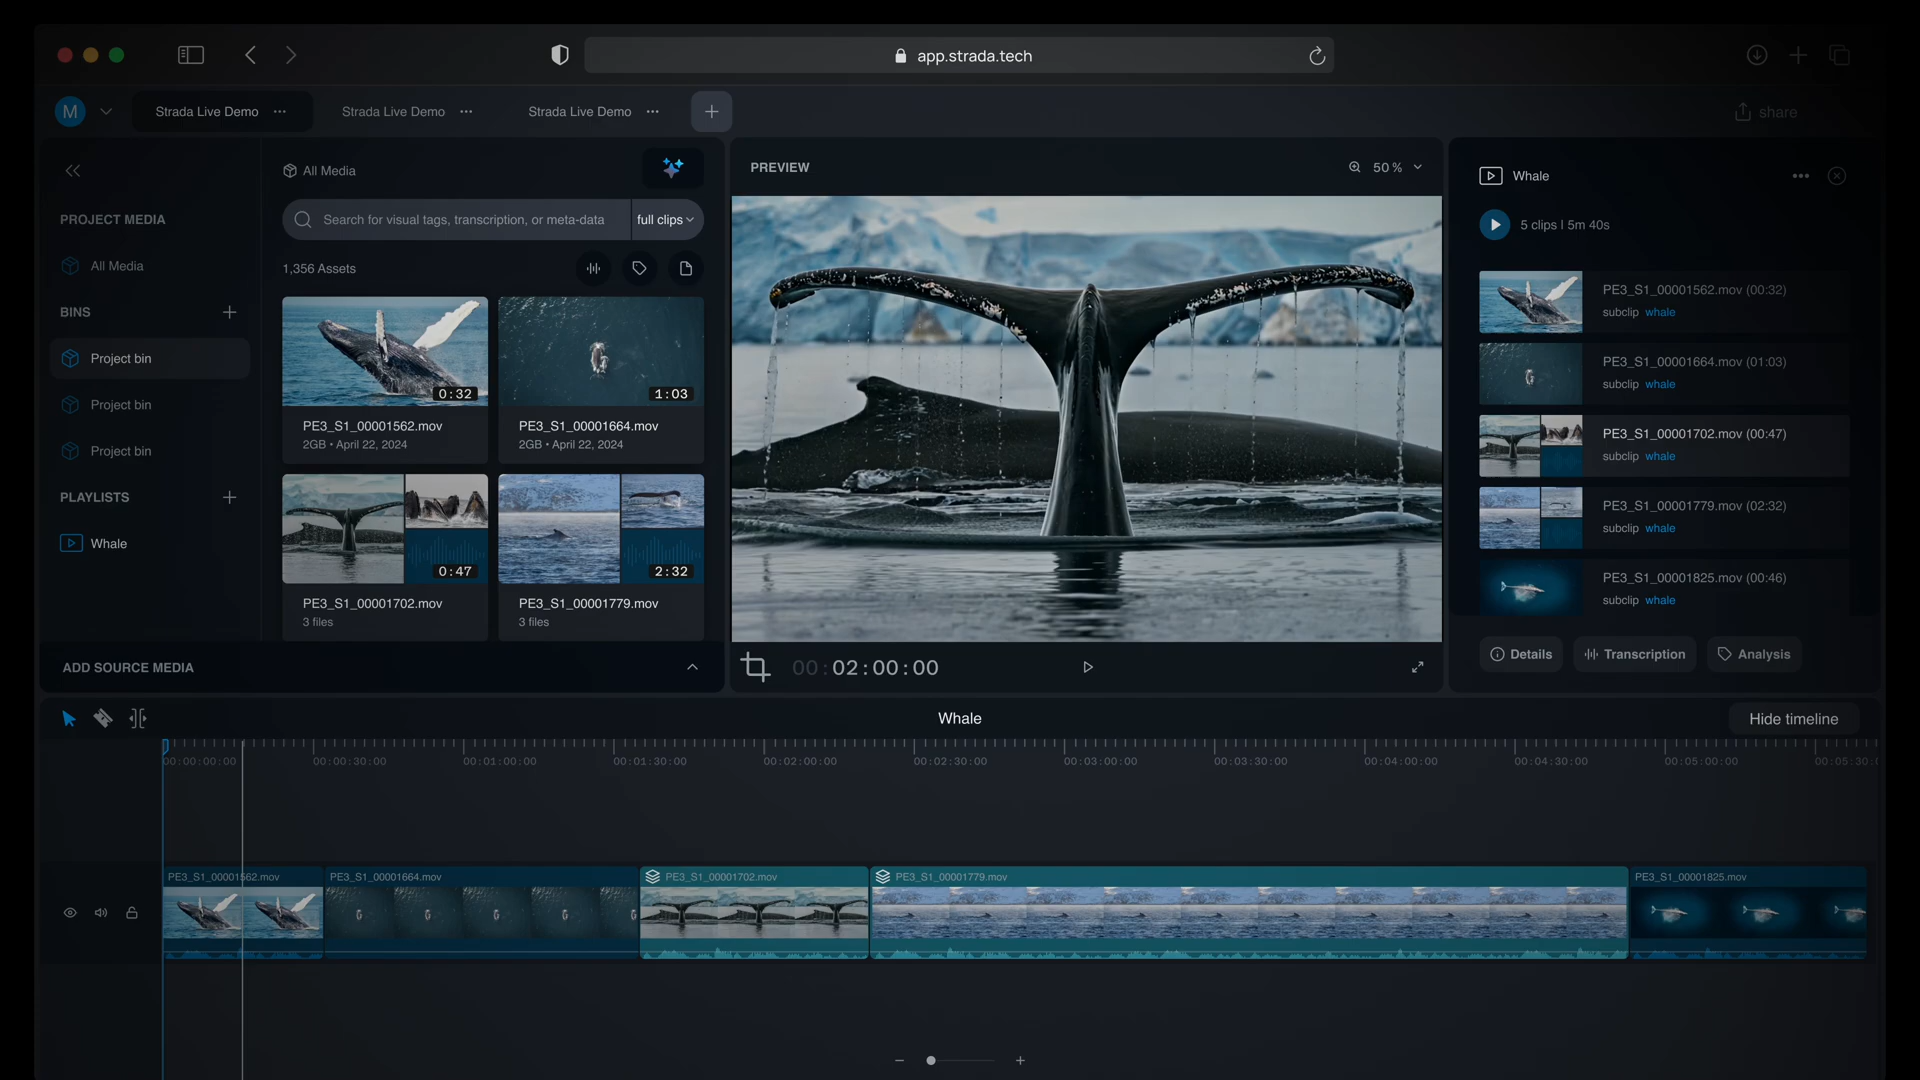 app.strada.tech
M
Strada Live Demo
Strada Live Demo
Strada Live Demo
share
All Media
PROJECT MEDIA
All Media
BINS
Project bin
Project bin
Project bin
PLAYLISTS
Whale
Search for visual tags, transcription, or meta-data
full clips
1,356 Assets
0:32
PE3_S1_00001562.mov
2GB • April 22, 2024
1:03
PE3_S1_00001664.mov
2GB • April 22, 2024
0:47
PE3_S1_00001702.mov
3 files
2:32
PE3_S1_00001779.mov
3 files
ADD SOURCE MEDIA
PREVIEW
50 %
00:02:00:00
Whale
5 clips | 5m 40s
PE3_S1_00001562.mov (00:32)
subclip whale
PE3_S1_00001664.mov (01:03)
subclip whale
PE3_S1_00001702.mov (00:47)
subclip whale
PE3_S1_00001779.mov (02:32)
subclip whale
PE3_S1_00001825.mov (00:46)
subclip whale
Details
Transcription
Analysis
Whale
Hide timeline
00:00:00:00
00:00:30:00
00:01:00:00
00:01:30:00
00:02:00:00
00:02:30:00
00:03:00:00
00:03:30:00
00:04:00:00
00:04:30:00
00:05:00:00
00:05:30:0
PE3_S1_00001562.mov
PE3_S1_00001664.mov
PE3_S1_00001702.mov
PE3_S1_00001779.mov
PE3_S1_00001825.mov